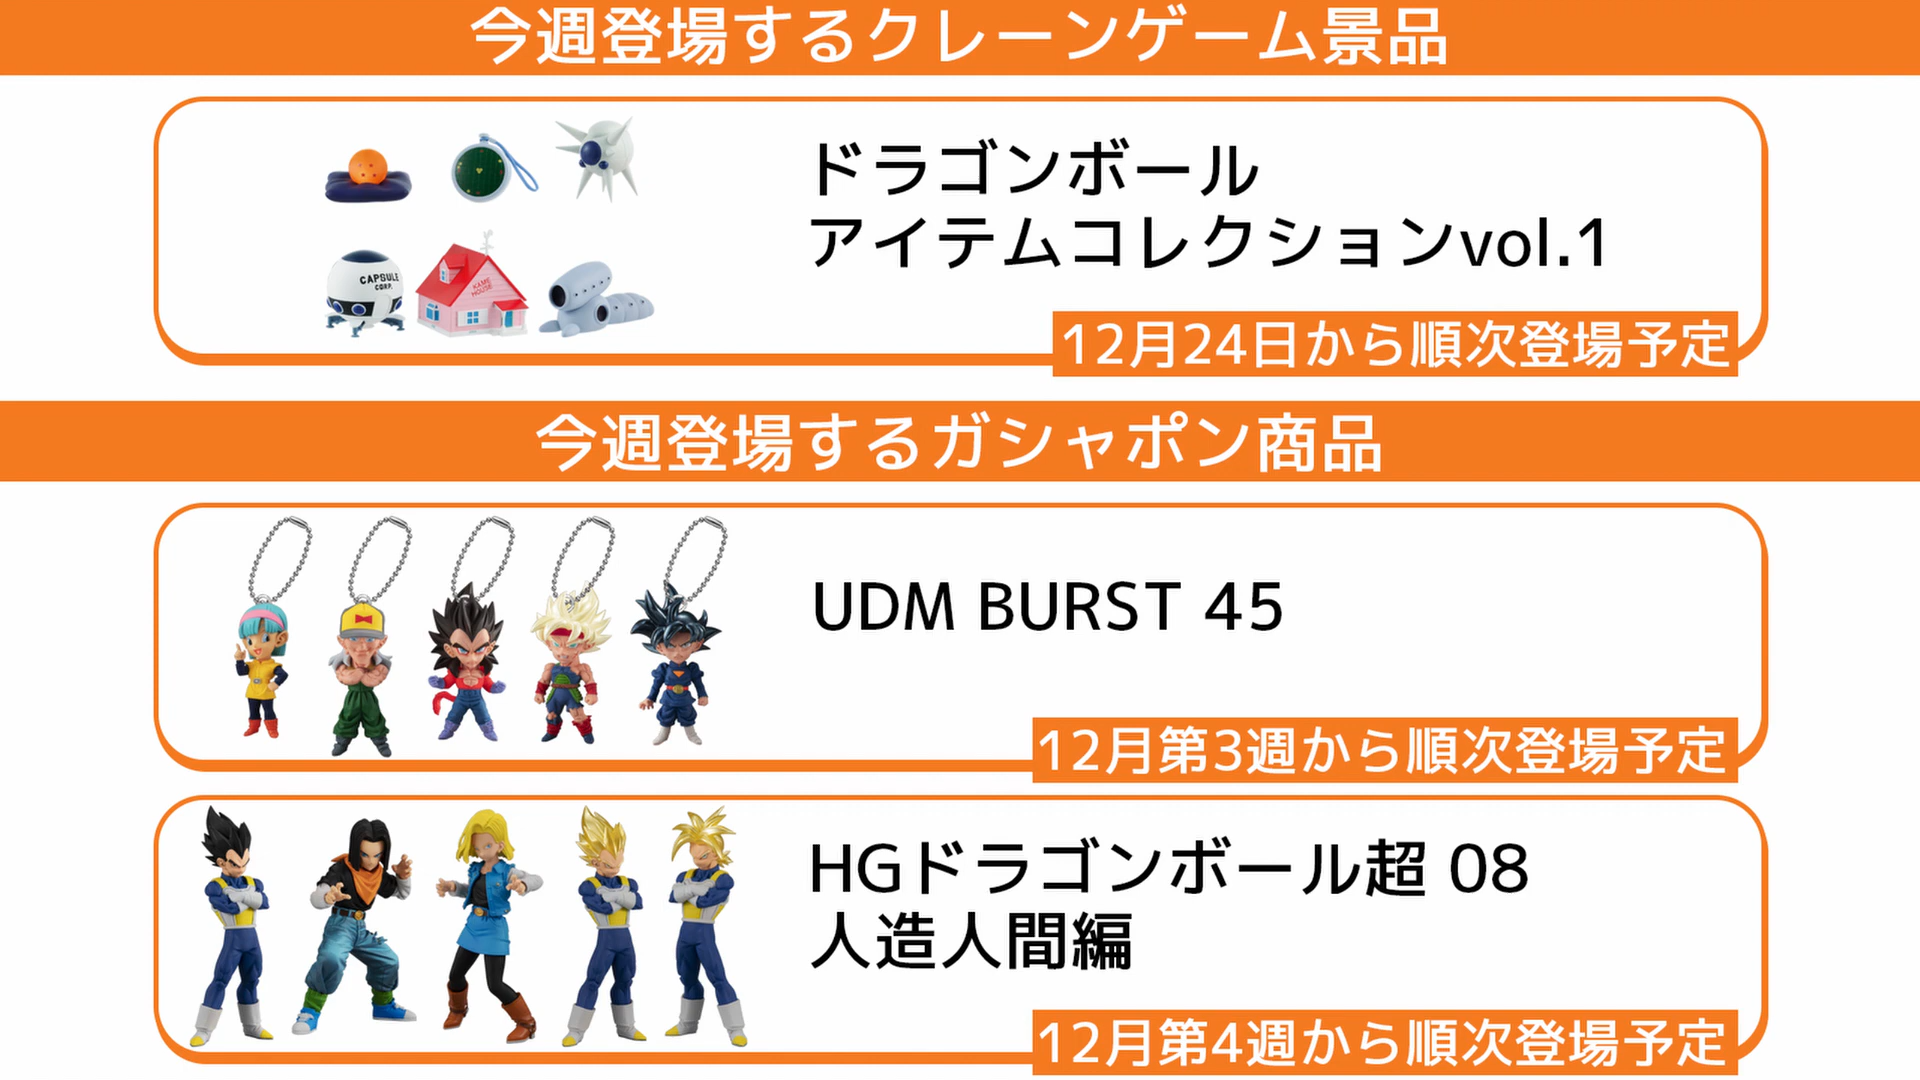 今週登場するクレーンゲーム景品
CAPSULE
CORP.
KAME
HOUSE
ドラゴンボール
アイテムコレクションvol.1
12月24日から順次登場予定
今週登場するガシャポン商品
UDM BURST 45
12月第3週から順次登場予定
HGドラゴンボール超 08
人造人間編
12月第4週から順次登場予定